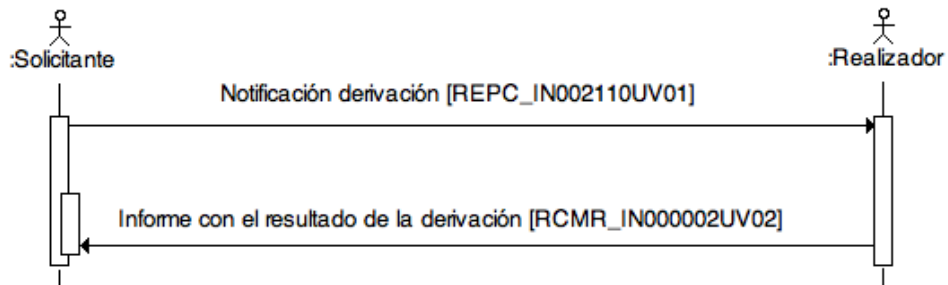 :Solicitante
:Realizador
Notificación derivación [REPC_IN002110UV01]
Informe con el resultado de la derivación [RCMR_IN000002UV02]